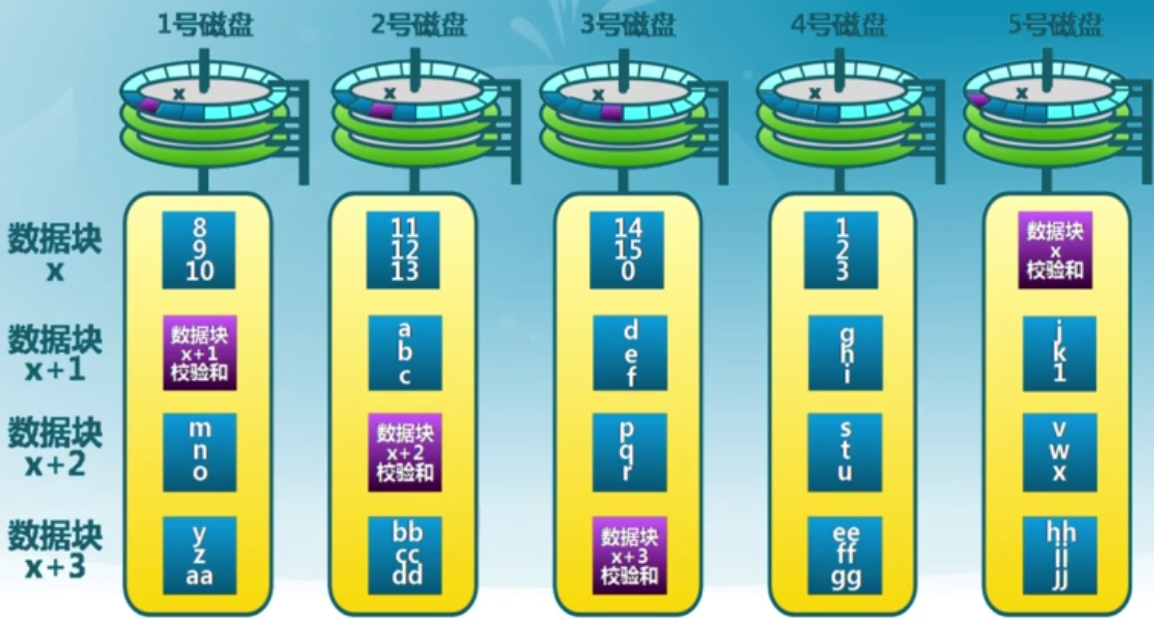 1号磁盘
2号磁盘
3号磁盘
4号磁盘
5号磁盘
x
x
x
x
x
数据块
x
8
9
10
11
12
13
14
15
0
1
2
3
数据块
x
校验和
数据块
x+1
数据块
x+1
校验和
a
b
c
d
e
f
g
h
i
j
k
1
数据块
x+2
m
n
o
数据块
x+2
校验和
p
q
r
s
t
u
v
w
x
数据块
x+3
y
z
aa
bb
cc
dd
数据块
x+3
校验和
ee
ff
gg
hh
ii
jj